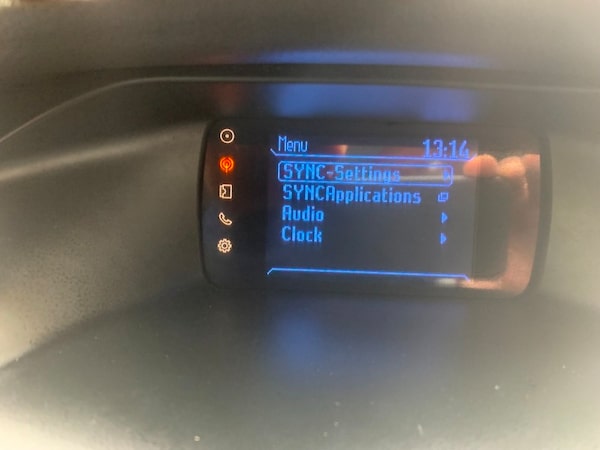 Menu
13:14
SYNC-Settings
SYNCApplications
Audio
Clock